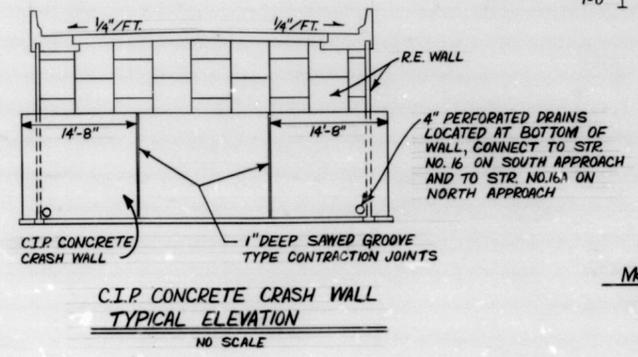 1/4"/FT. 1/4"/FT.
R.E. WALL
14'-8" 14'-8"
4" PERFORATED DRAINS
LOCATED AT BOTTOM OF
WALL, CONNECT TO STR.
NO. 16 ON SOUTH APPROACH
AND TO STR. NO.16A ON
NORTH APPROACH
C.I.P. CONCRETE
CRASH WALL
1" DEEP SAWED GROOVE
TYPE CONTRACTION JOINTS
C.I.P. CONCRETE CRASH WALL
TYPICAL ELEVATION
NO SCALE